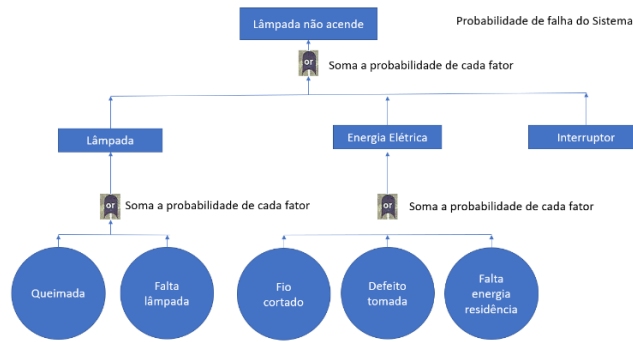 Lâmpada não acende
Probabilidade de falha do Sistema
or
Soma a probabilidade de cada fator
Lâmpada
Energia Elétrica
Interruptor
or
Soma a probabilidade de cada fator
or
Soma a probabilidade de cada fator
Queimada
Falta
lâmpada
Fio
cortado
Defeito
tomada
Falta
energia
residência